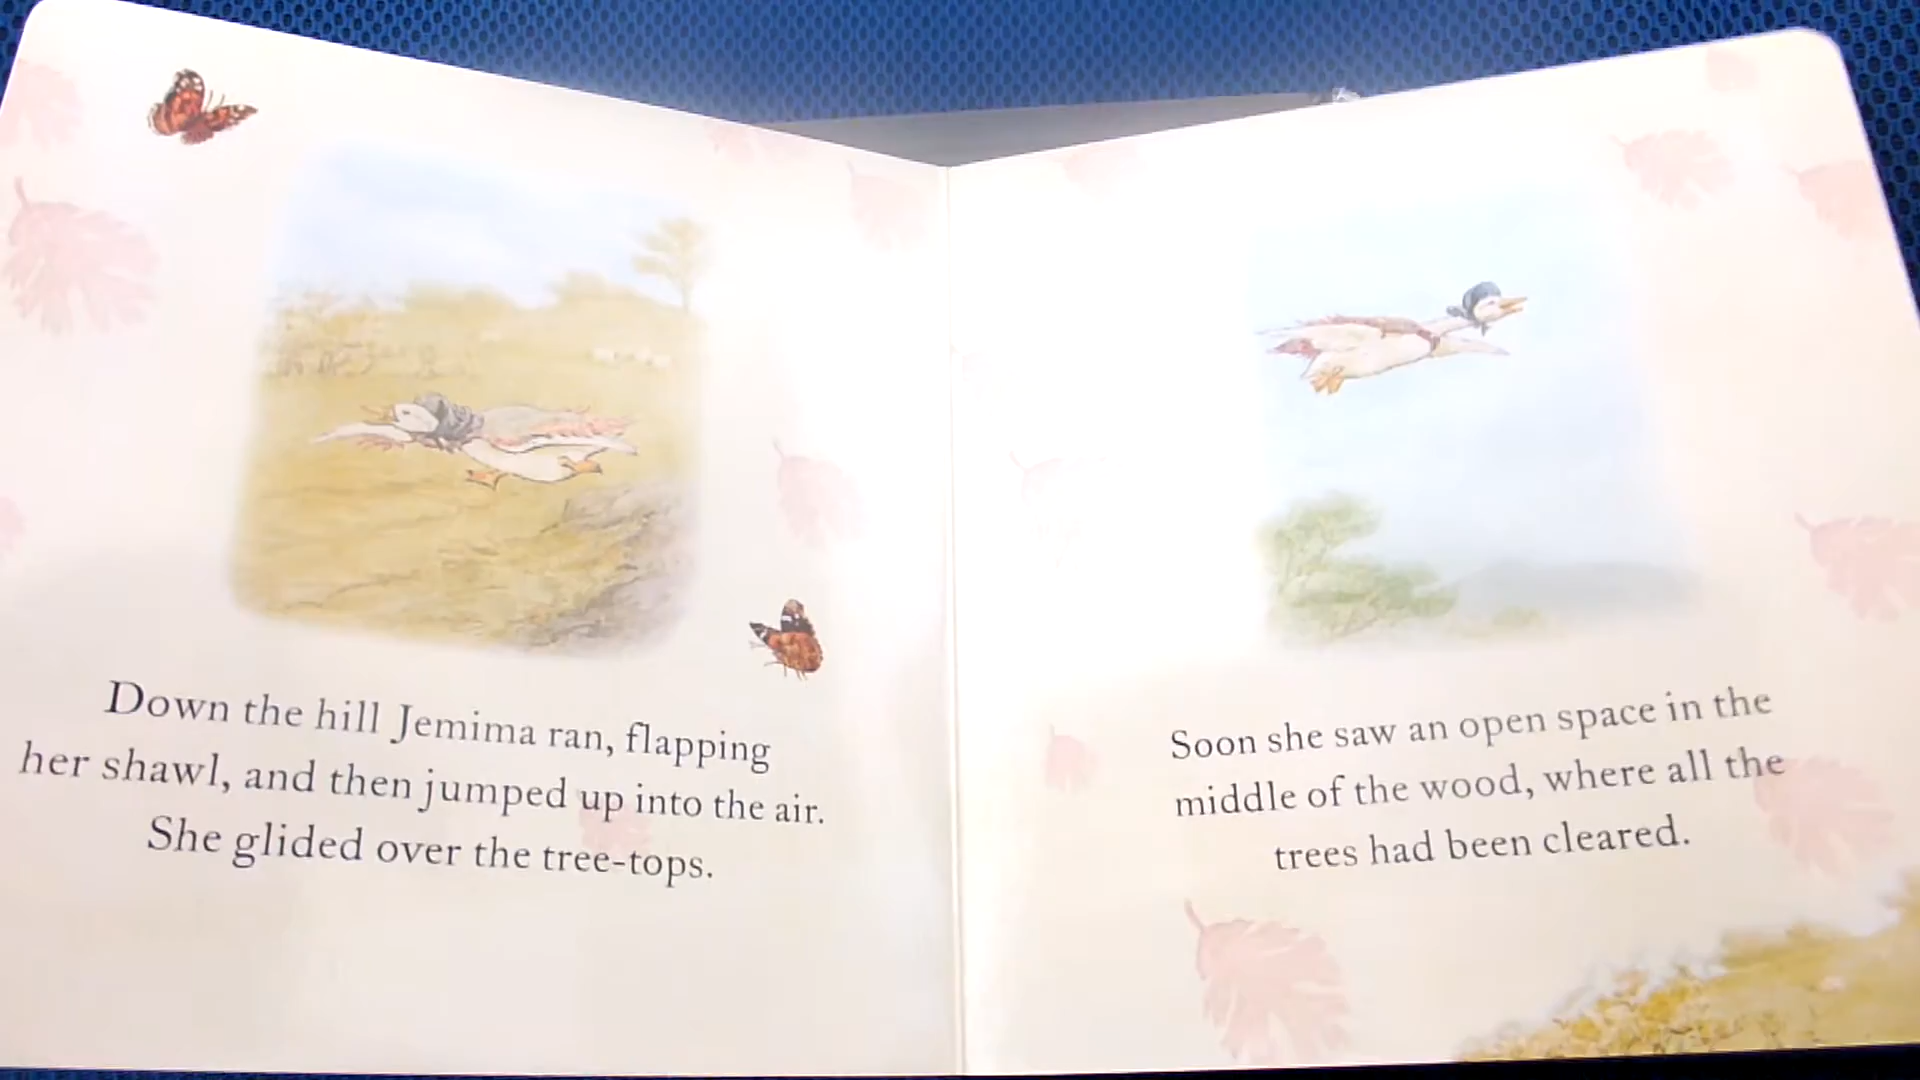 Down the hill Jemima ran, flapping
her shawl, and then jumped up into the air.
She glided over the tree-tops.
Soon she saw an open space in the
middle of the wood, where all the
trees had been cleared.